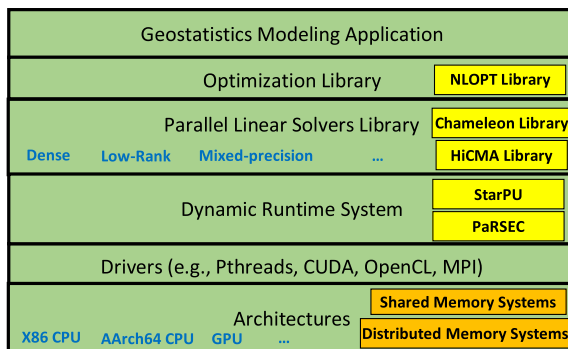 Geostatistics Modeling Application
Optimization Library
NLOPT Library
Parallel Linear Solvers Library
Chameleon Library
Dense Low-Rank Mixed-precision ...
HiCMA Library
Dynamic Runtime System
StarPU
PaRSEC
Drivers (e.g., Pthreads, CUDA, OpenCL, MPI)
Architectures
Shared Memory Systems
X86 CPU AArch64 CPU GPU ...
Distributed Memory Systems